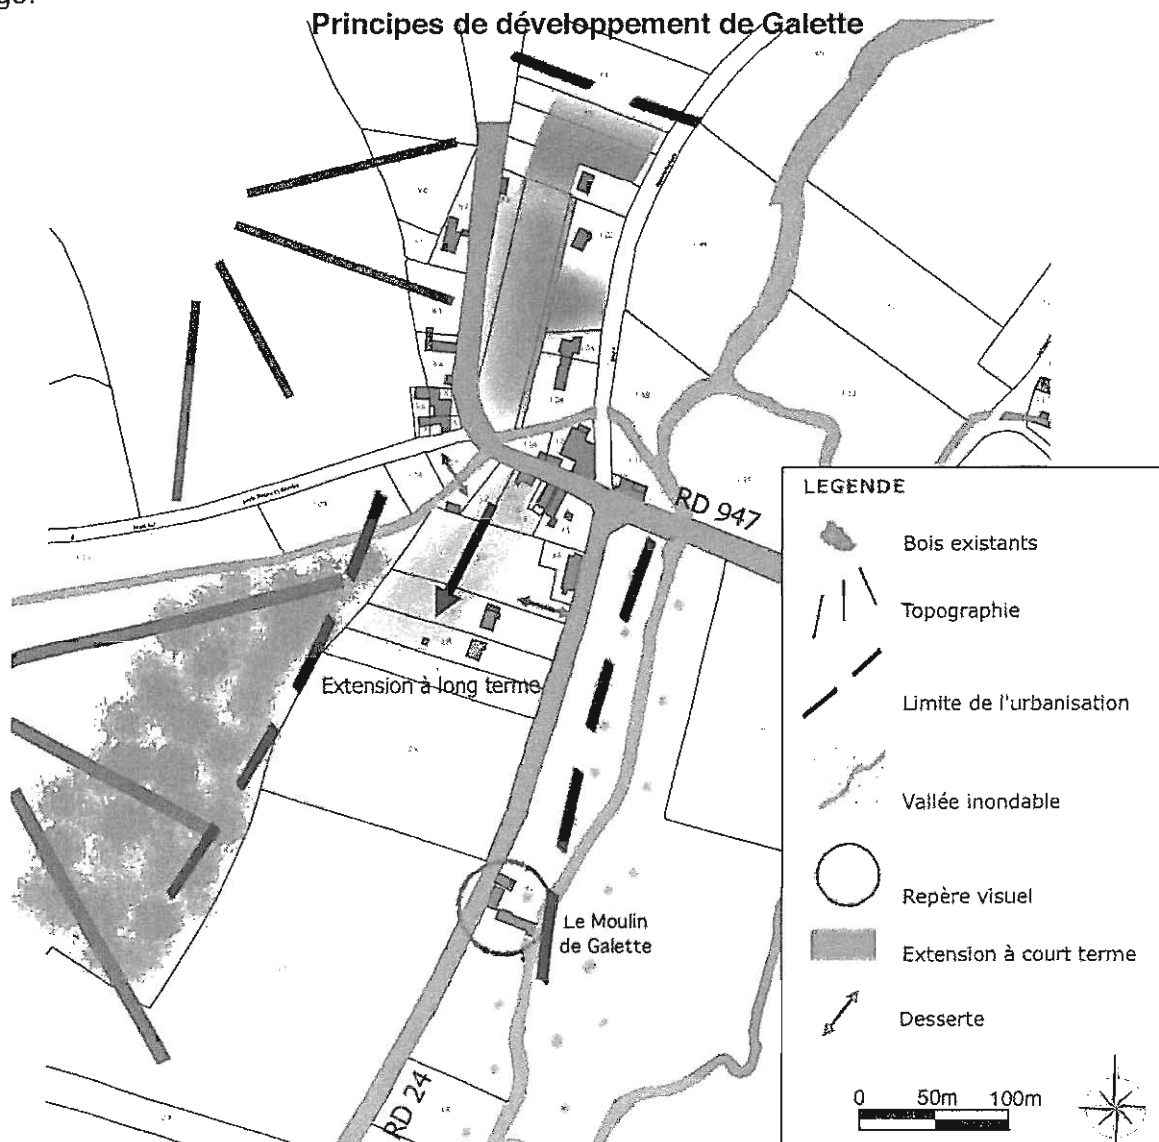 Principes de développement de Galette
RD 947
Extension à long terme
Le Moulin
de Galette
RD 24
LEGENDE
Bois existants
Topographie
Limite de l'urbanisation
Vallée inondable
Repère visuel
Extension à court terme
Desserte
0 50m 100m